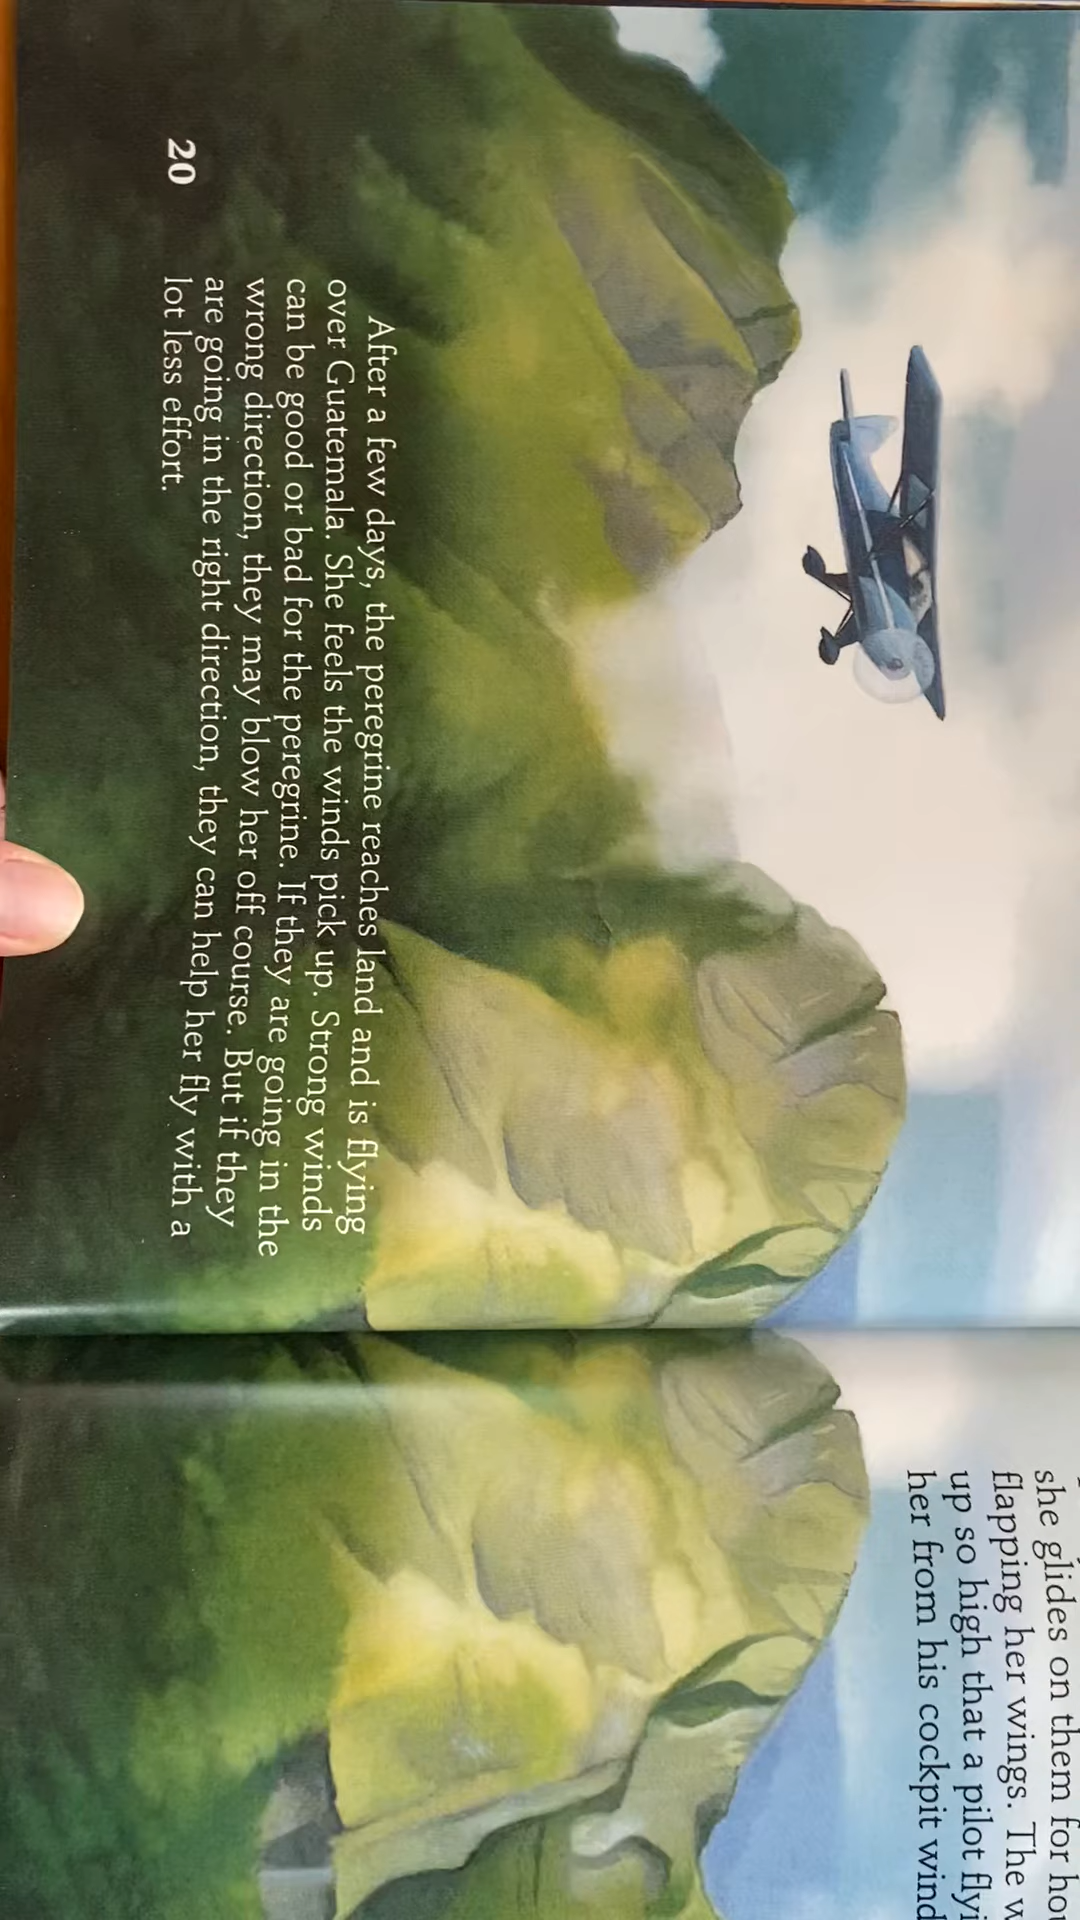 After a few days, the peregrine reaches land and is flying
over Guatemala. She feels the winds pick up. Strong winds
can be good or bad for the peregrine. If they are going in the
wrong direction, they may blow her off course. But if they
are going in the right direction, they can help her fly with a
lot less effort.
20
she glides on them for
flapping her wings. The
up so high that a pilot
her from his cockpit